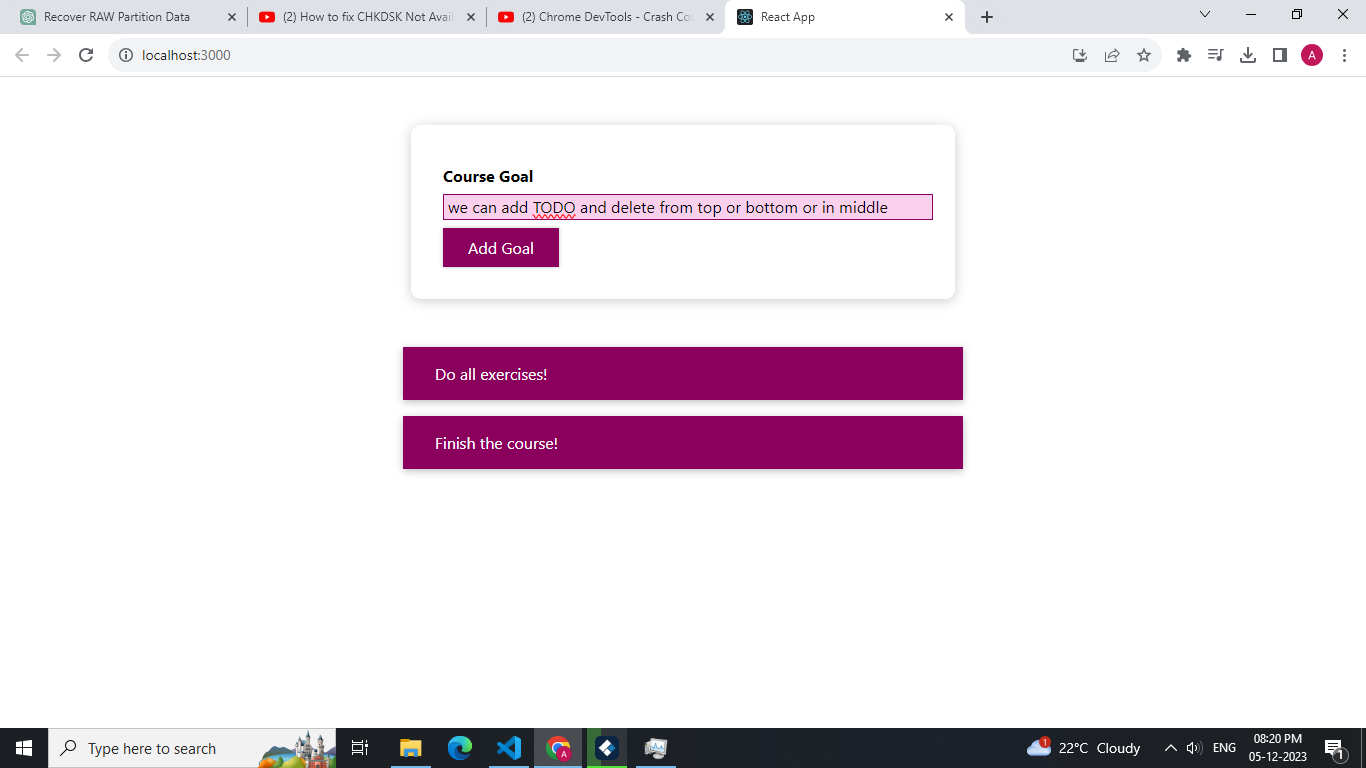 Recover RAW Partition Data
(2) How to fix CHKDSK Not Avail
(2) Chrome DevTools - Crash Co
React App
localhost:3000
A
Course Goal
we can add TODO and delete from top or bottom or in middle
Add Goal
Do all exercises!
Finish the course!
Type here to search
A
1
22°C Cloudy
ENG
08:20 PM
05-12-2023
1